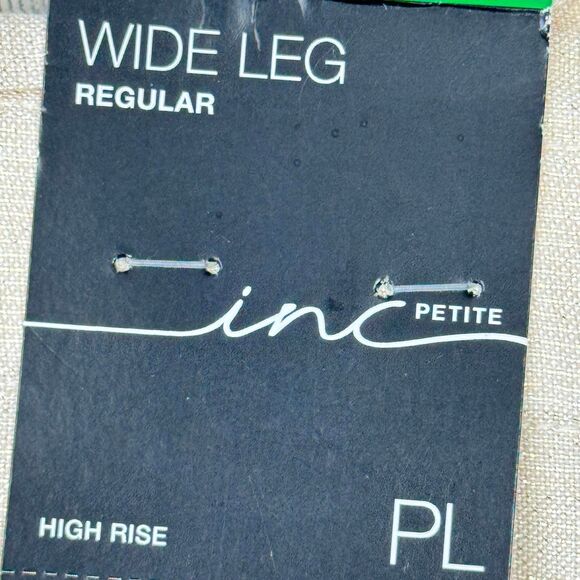 WIDE LEG
REGULAR
inc PETITE
HIGH RISE
PL